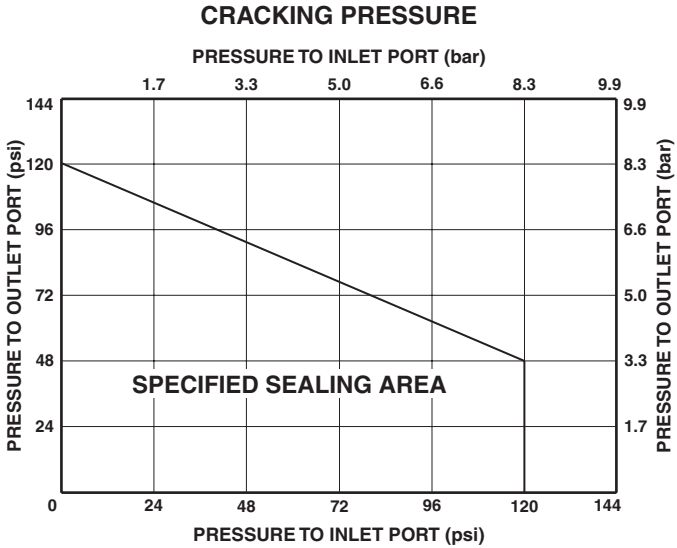 CRACKING PRESSURE
PRESSURE TO INLET PORT (bar)
1.7 3.3 5.0 6.6 8.3 9.9
144 9.9
120 8.3
96 6.6
72 5.0
48 3.3
24 1.7
PRESSURE TO OUTLET PORT (psi)
PRESSURE TO OUTLET PORT (bar)
SPECIFIED SEALING AREA
0 24 48 72 96 120 144
PRESSURE TO INLET PORT (psi)